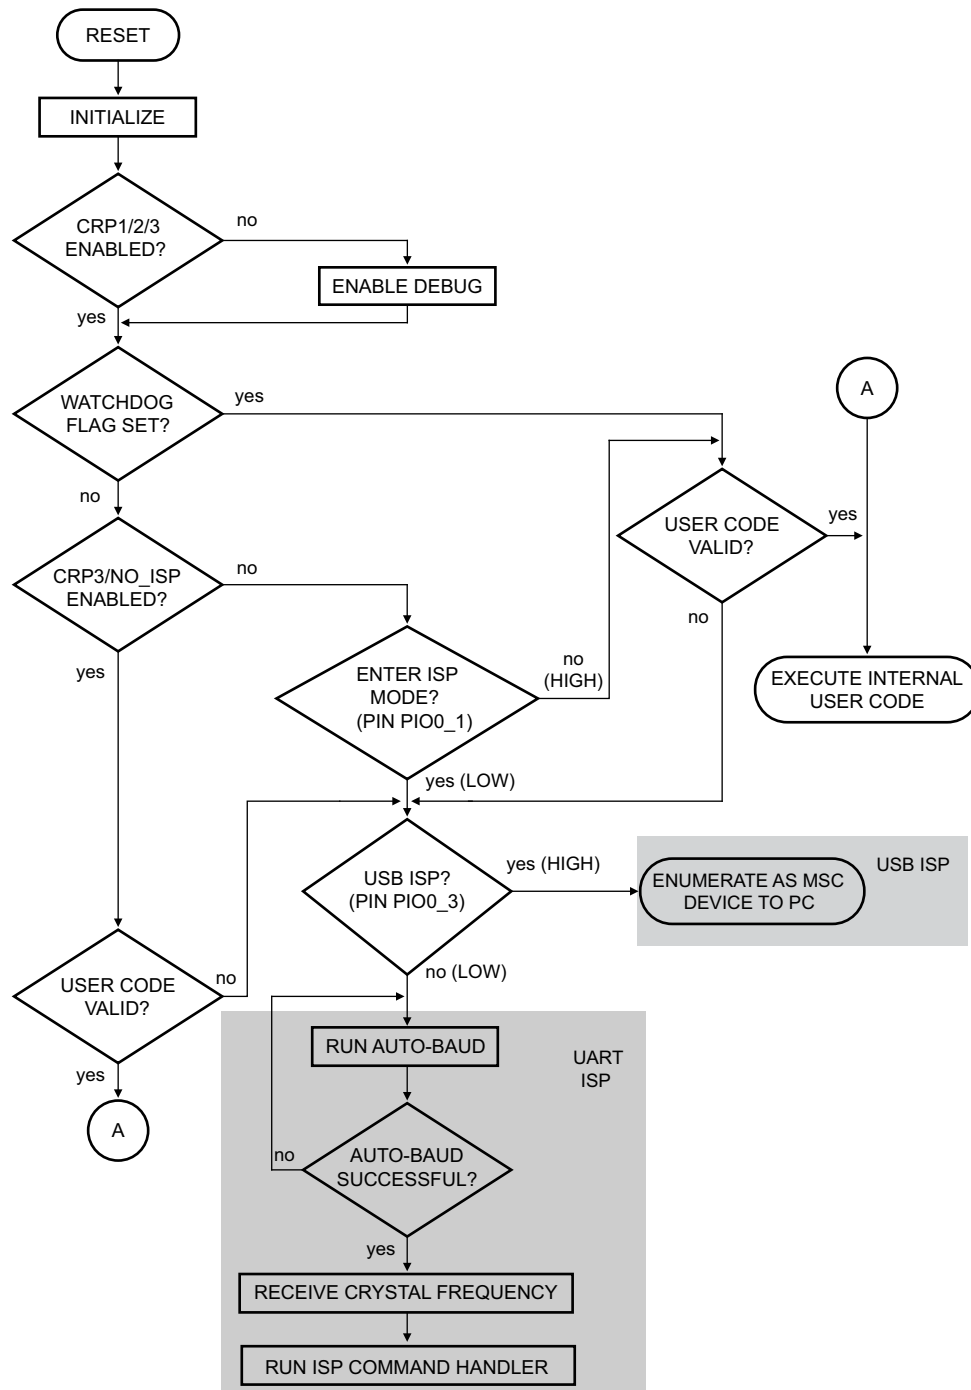 RESET
INITIALIZE
CRP1/2/3
ENABLED?
no
ENABLE DEBUG
yes
WATCHDOG
FLAG SET?
yes
A
no
USER CODE
VALID?
yes
no
CRP3/NO_ISP
ENABLED?
no
yes
ENTER ISP
MODE?
(PIN PIO0_1)
no
(HIGH)
EXECUTE INTERNAL
USER CODE
yes (LOW)
USB ISP?
(PIN PIO0_3)
yes (HIGH)
USB ISP
ENUMERATE AS MSC
DEVICE TO PC
no (LOW)
USER CODE
VALID?
no
yes
A
RUN AUTO-BAUD
UART
ISP
AUTO-BAUD
SUCCESSFUL?
no
yes
RECEIVE CRYSTAL FREQUENCY
RUN ISP COMMAND HANDLER